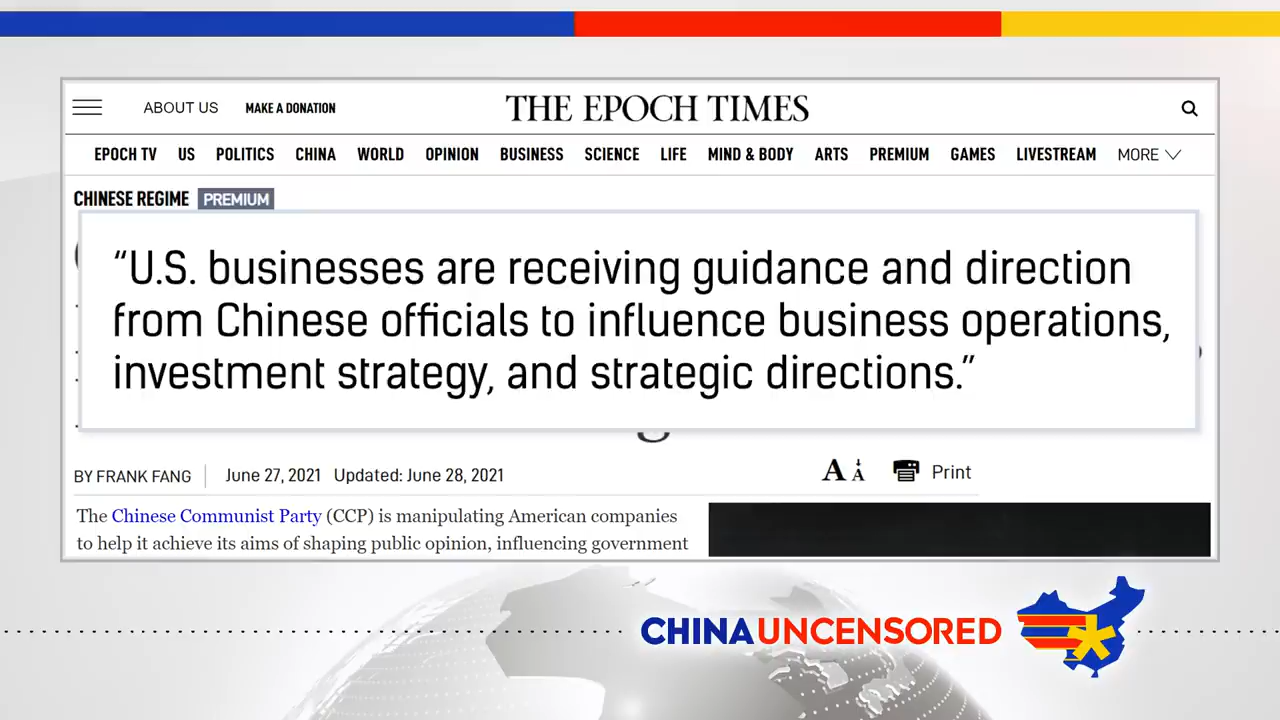 ABOUT US MAKE A DONATION THE EPOCH TIMES
EPOCH TV US POLITICS CHINA WORLD OPINION BUSINESS SCIENCE LIFE MIND & BODY ARTS PREMIUM GAMES LIVESTREAM MORE
CHINESE REGIME PREMIUM
“U.S. businesses are receiving guidance and direction
from Chinese officials to influence business operations,
investment strategy, and strategic directions.”
BY FRANK FANG June 27, 2021 Updated: June 28, 2021 A A Print
The Chinese Communist Party (CCP) is manipulating American companies
to help it achieve its aims of shaping public opinion, influencing government
CHINA UNCENSORED